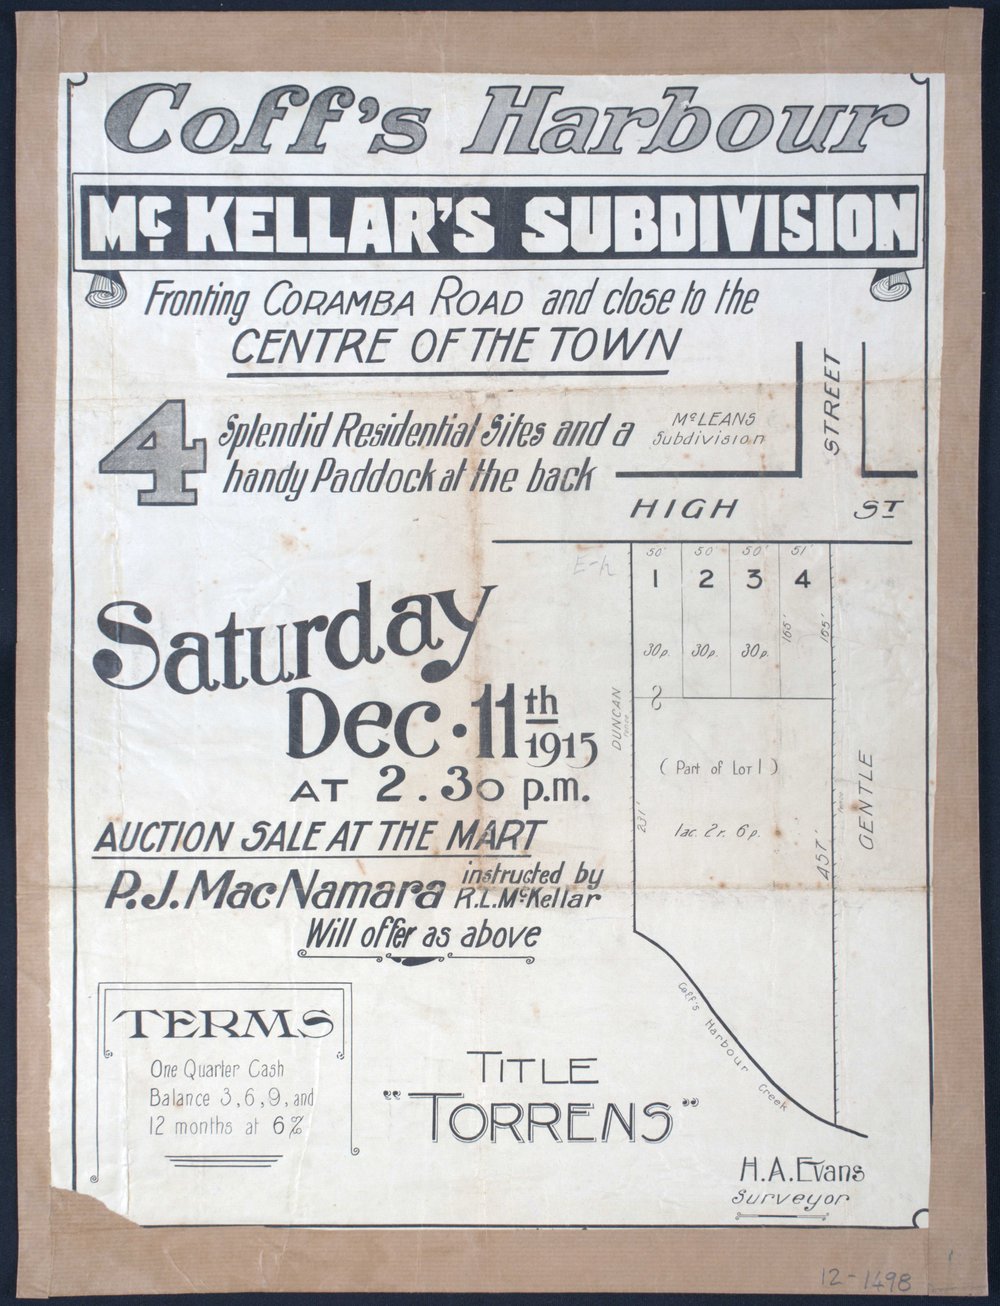 Coff's Harbour
McKELLAR'S SUBDIVISION
Fronting CORAMBA ROAD and close to the
CENTRE OF THE TOWN
4 Splendid Residential Sites and a
handy Paddock at the back
McLEANS
Subdivision
STREET
HIGH ST
E-h
50' 50' 50' 51'
1 2 3 4
165' 165'
30p. 30p. 30p.
DUNCAN
fence
(Part of LOT 1)
1ac. 2r. 6p.
231'
457'
fence
GENTLE
Coff's Harbour Creek
Saturday
Dec. 11th 1915
AT 2.30 p.m.
AUCTION SALE AT THE MART
P.J. MacNamara instructed by
R.L. McKellar
Will offer as above
TERMS
One Quarter Cash
Balance 3, 6, 9, and
12 months at 6%
TITLE
"TORRENS"
H.A. Evans
Surveyor
12-1498